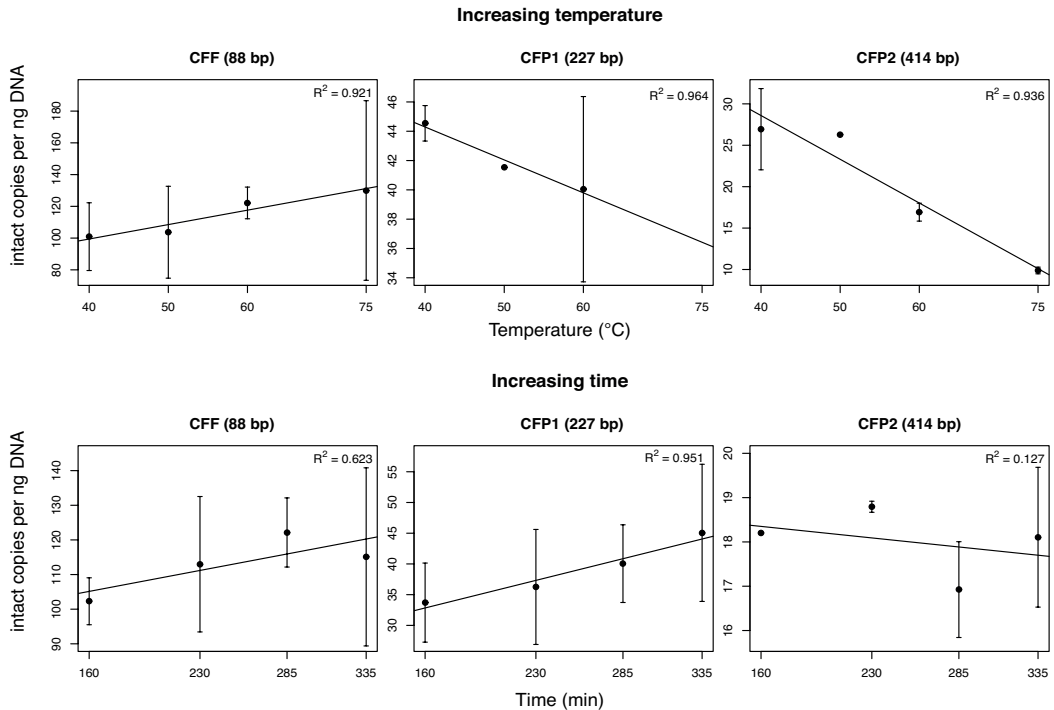 Increasing temperature
CFF (88 bp)
CFP1 (227 bp)
CFP2 (414 bp)
intact copies per ng DNA
R² = 0.921
R² = 0.964
R² = 0.936
80 100 120 140 160 180
34 36 38 40 42 44 46
10 15 20 25 30
40 50 60 75
40 50 60 75
40 50 60 75
Temperature (°C)
Increasing time
CFF (88 bp)
CFP1 (227 bp)
CFP2 (414 bp)
intact copies per ng DNA
R² = 0.623
R² = 0.951
R² = 0.127
90 100 110 120 130 140
30 35 40 45 50 55
16 17 18 19 20
160 230 285 335
160 230 285 335
160 230 285 335
Time (min)